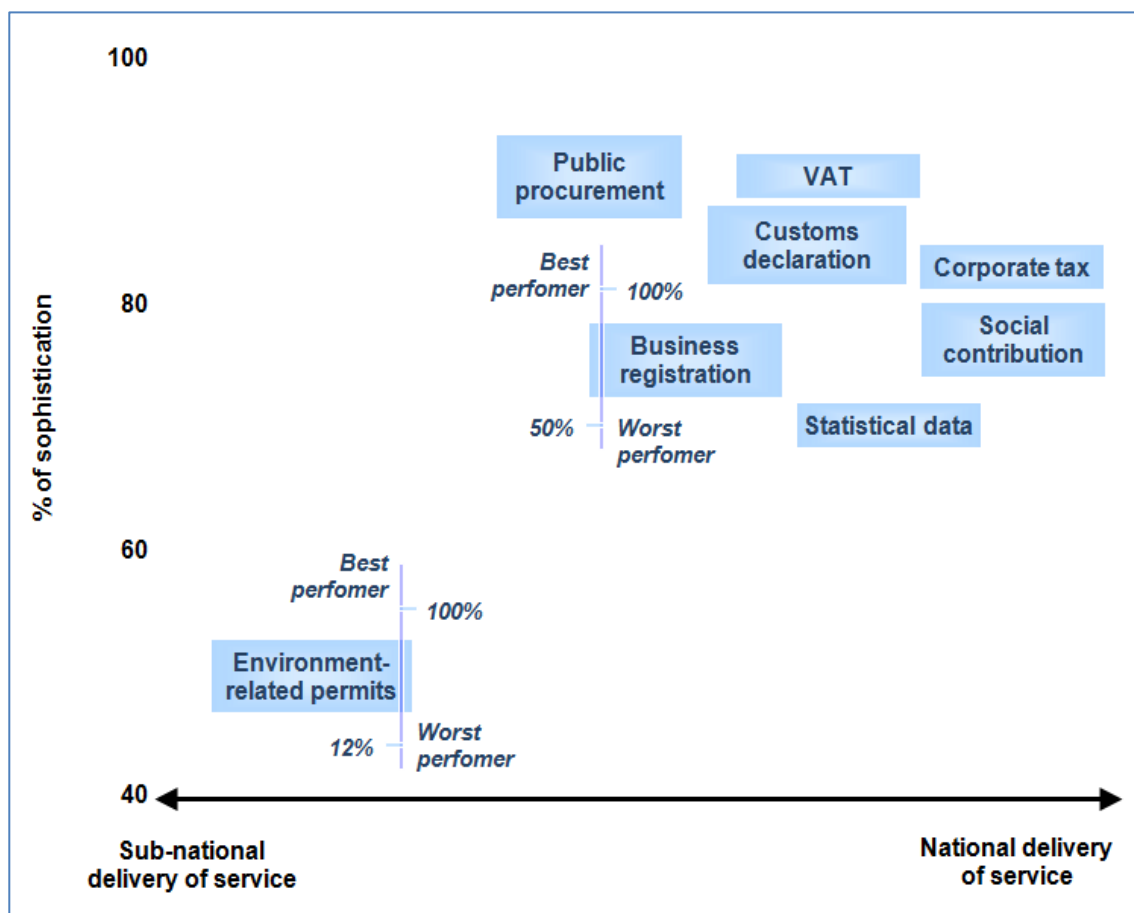 100
Public
procurement
VAT
Customs
declaration
Best
perfomer
100%
Corporate tax
80
Social
contribution
Business
registration
50%
Worst
perfomer
Statistical data
% of sophistication
60
Best
perfomer
100%
Environment-
related permits
12%
Worst
perfomer
40
Sub-national
delivery of service
National delivery
of service